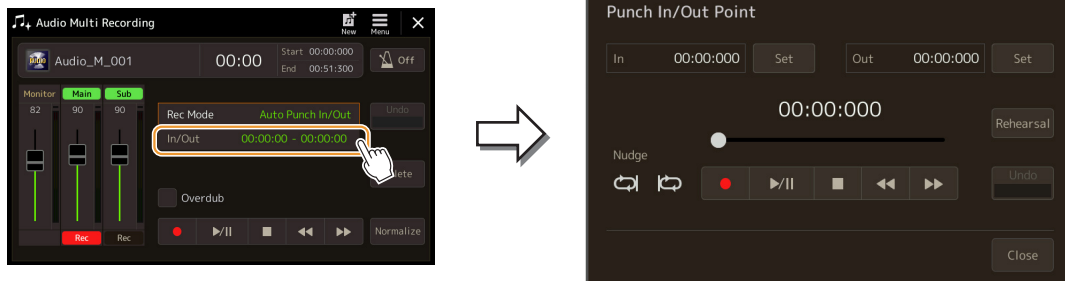 Audio Multi Recording
New
Menu
Audio
Audio_M_001
00:00
Start 00:00:000
End 00:51:300
Off
Monitor
Main
Sub
82
90
90
Rec Mode
Auto Punch In/Out
Undo
In/Out
00:00:00 - 00:00:00
Overdub
Rec
Rec
Normalize
Punch In/Out Point
In
00:00:000
Set
Out
00:00:000
Set
00:00:000
Rehearsal
Nudge
Undo
Close